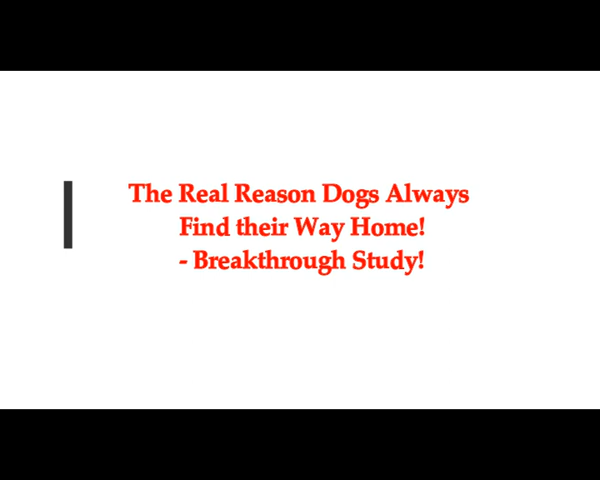 The Real Reason Dogs Always
Find their Way Home!
- Breakthrough Study!